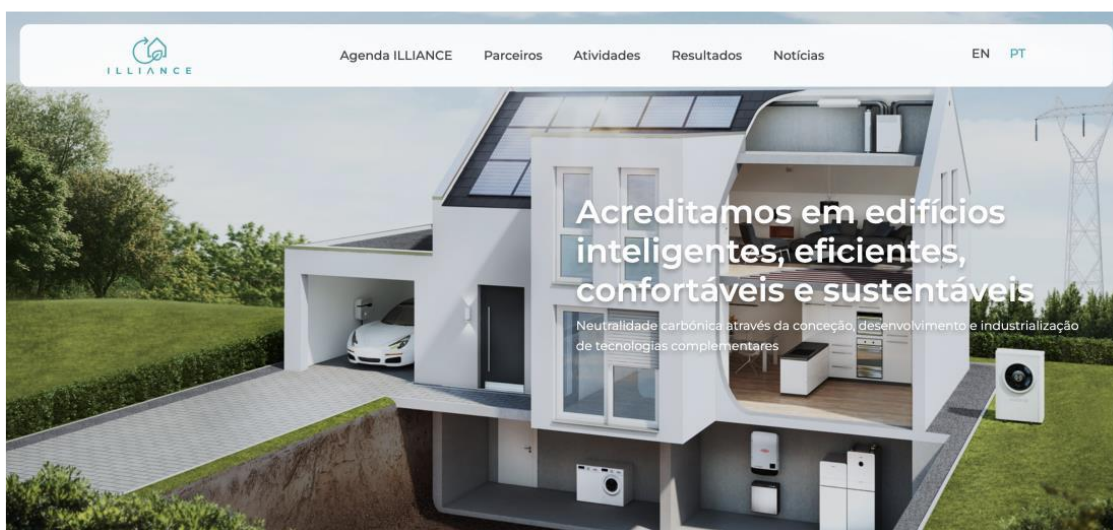 ILLIANCE
Agenda ILLIANCE
Parceiros
Atividades
Resultados
Notícias
EN
PT
Acreditamos em edifícios
inteligentes, eficientes,
confortáveis e sustentáveis
Neutralidade carbónica através da conceção, desenvolvimento e industrialização
de tecnologias complementares